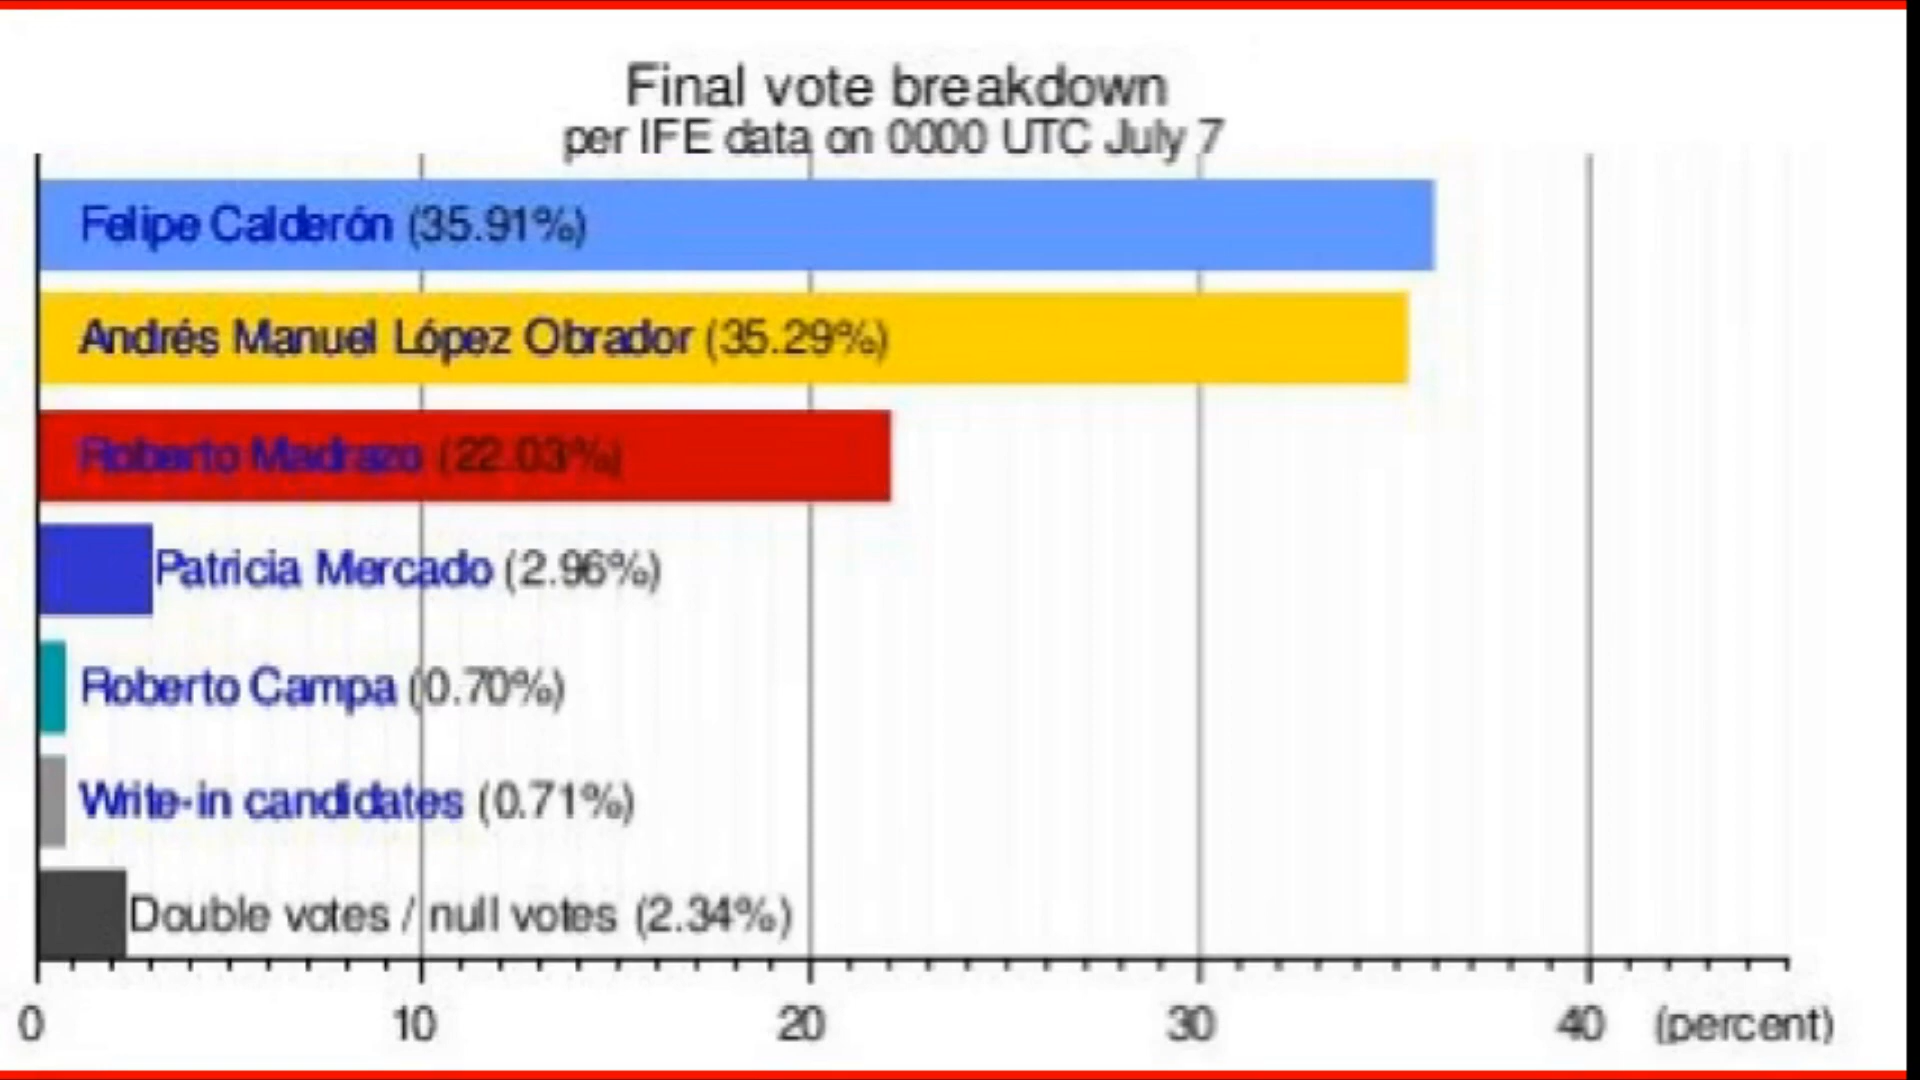 Final vote breakdown
per IFE data on 0000 UTC July 7
Felipe Calderón (35.91%)
Andrés Manuel López Obrador (35.29%)
Roberto Madrazo (22.03%)
Patricia Mercado (2.96%)
Roberto Campa (0.70%)
Write-in candidates (0.71%)
Double votes / null votes (2.34%)
0 10 20 30 40 (percent)